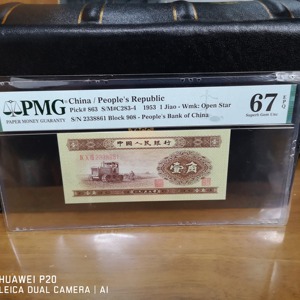 PMG
PAPER MONEY GUARANTY
China / People's Republic
Pick# 863 S/M#C283-4 1953 1 Jiao - Wmk: Open Star
S/N 2338861 Block 908 - People's Bank of China
67 EPQ
Superb Gem Unc
中國人民銀行
壹角
HUAWEI P20
LEICA DUAL CAMERA | AI